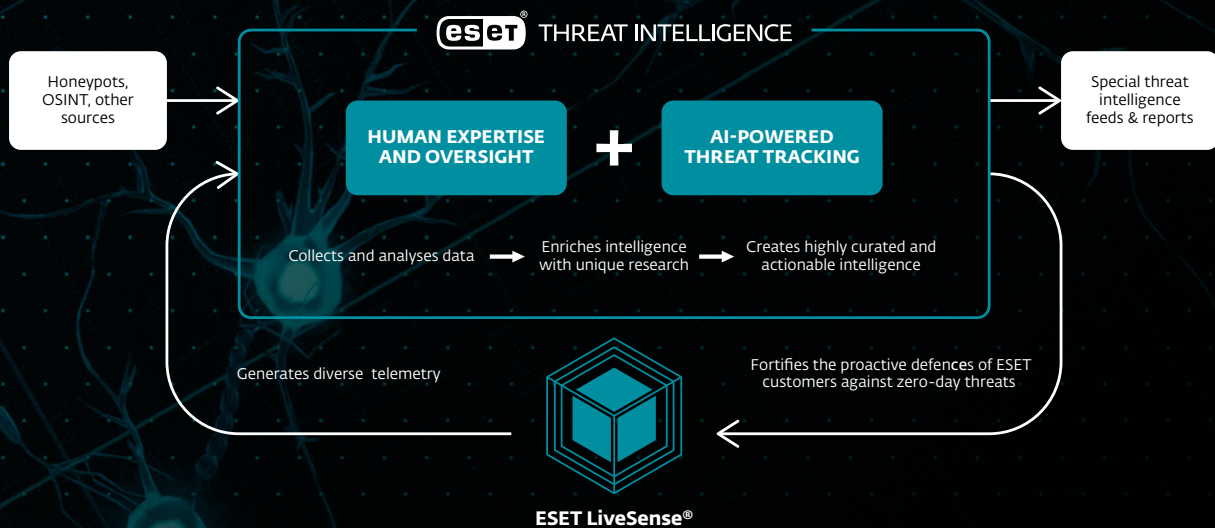 eset® THREAT INTELLIGENCE
Honeypots,
OSINT, other
sources
HUMAN EXPERTISE
AND OVERSIGHT
+
AI-POWERED
THREAT TRACKING
Special threat
intelligence
feeds & reports
Collects and analyses data
Enriches intelligence
with unique research
Creates highly curated and
actionable intelligence
Generates diverse telemetry
Fortifies the proactive defences of ESET
customers against zero-day threats
ESET LiveSense®